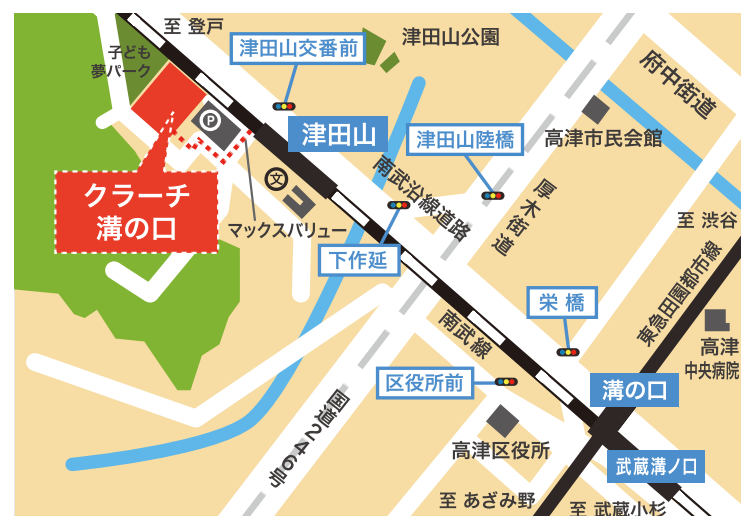 至 登戸
津田山交番前
津田山公園
子ども
夢パーク
府中街道
P
津田山
津田山陸橋
高津市民会館
南武沿線道路
文
厚木街道
クラーチ
溝の口
マックスバリュー
至 渋谷
下作延
東急田園都市線
栄 橋
南武線
高津
中央病院
区役所前
溝の口
国道246号
高津区役所
武蔵溝ノ口
至 あざみ野
至 武蔵小杉